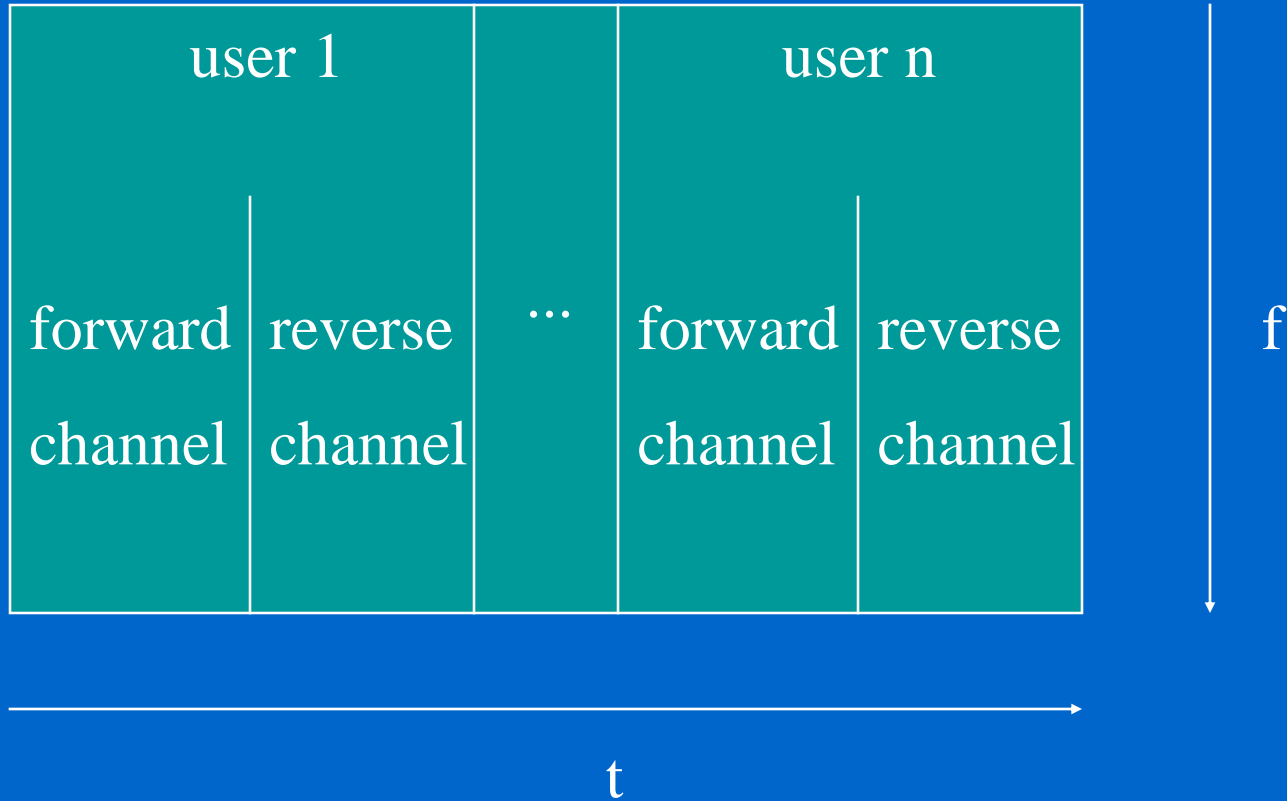 user 1
user n
forward
channel
reverse
channel
...
forward
channel
reverse
channel
f
t